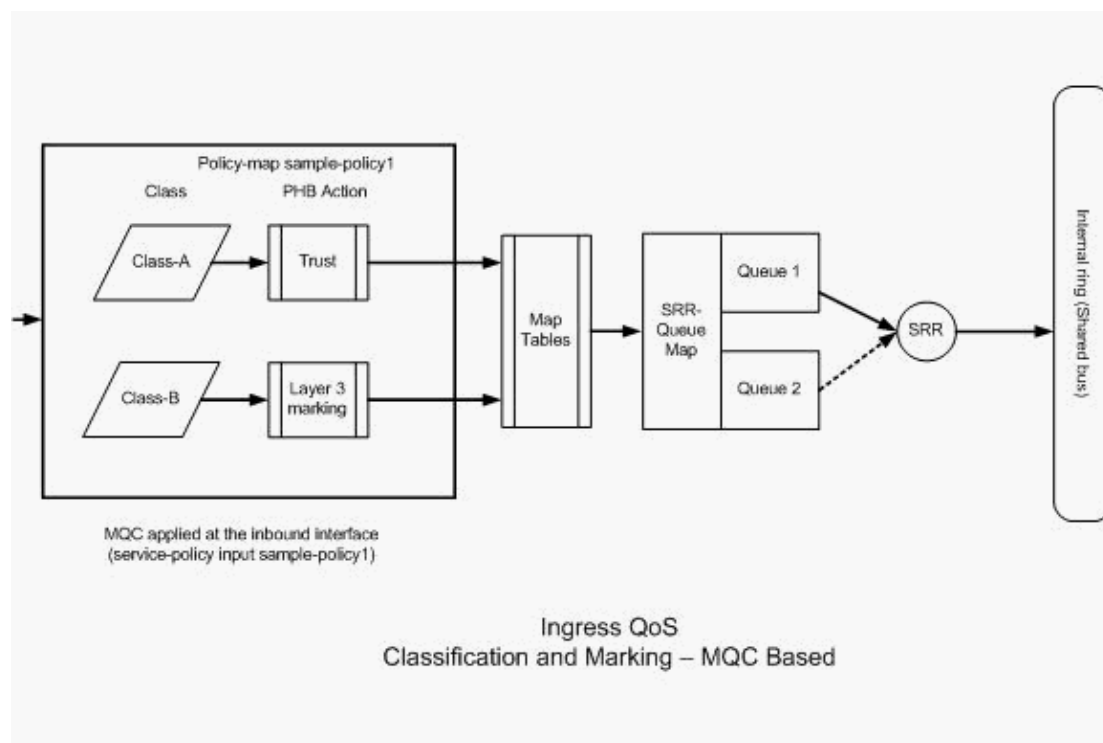 Policy-map sample-policy1
Class
PHB Action
Class-A
Trust
Class-B
Layer 3
marking
Map
Tables
SRR-
Queue
Map
Queue 1
Queue 2
SRR
Internal ring (Shared bus)
MQC applied at the inbound interface
(service-policy input sample-policy1)
Ingress QoS
Classification and Marking – MQC Based